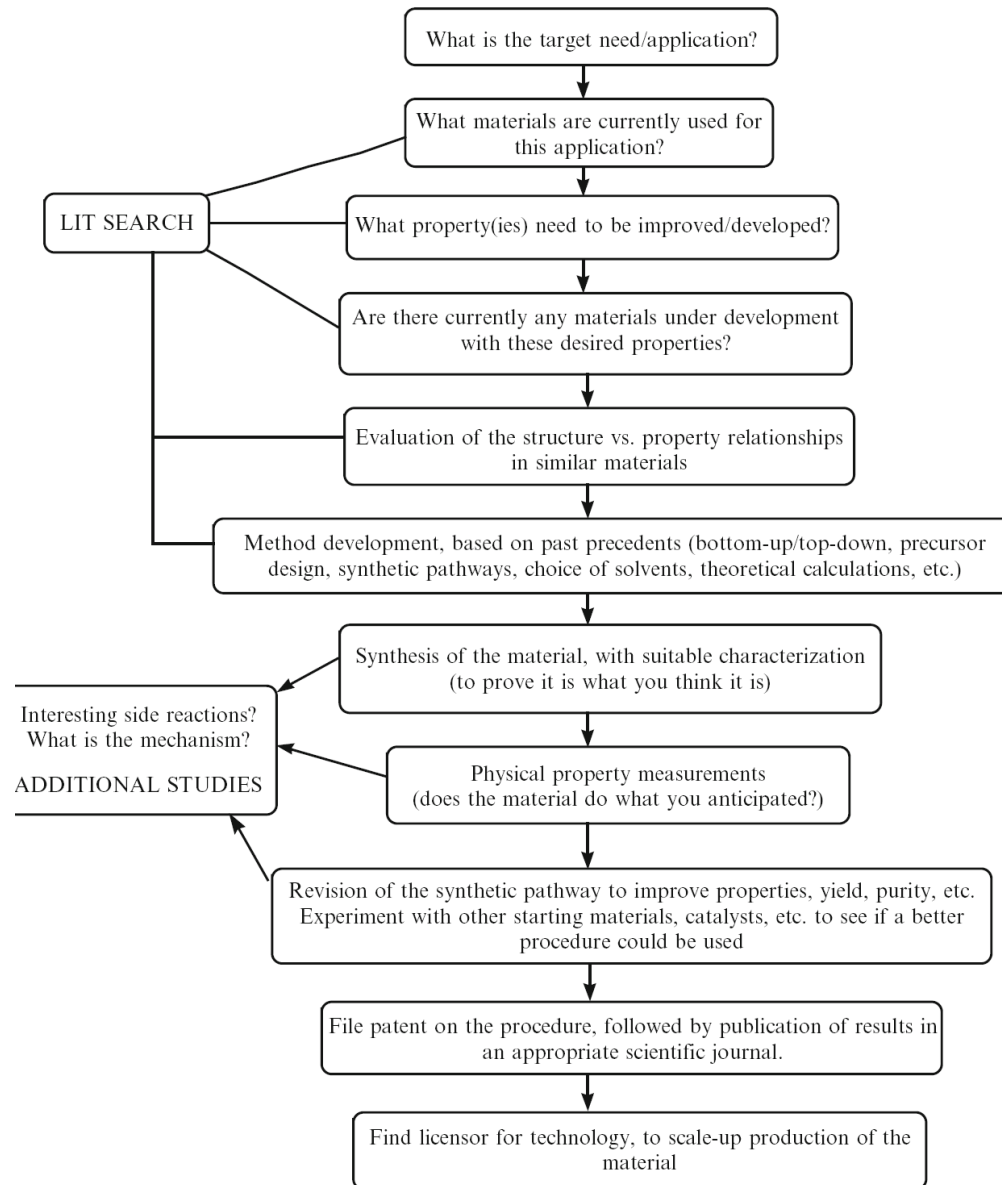 What is the target need/application?
What materials are currently used for
this application?
LIT SEARCH
What property(ies) need to be improved/developed?
Are there currently any materials under development
with these desired properties?
Evaluation of the structure vs. property relationships
in similar materials
Method development, based on past precedents (bottom-up/top-down, precursor
design, synthetic pathways, choice of solvents, theoretical calculations, etc.)
Synthesis of the material, with suitable characterization
(to prove it is what you think it is)
Interesting side reactions?
What is the mechanism?
ADDITIONAL STUDIES
Physical property measurements
(does the material do what you anticipated?)
Revision of the synthetic pathway to improve properties, yield, purity, etc.
Experiment with other starting materials, catalysts, etc. to see if a better
procedure could be used
File patent on the procedure, followed by publication of results in
an appropriate scientific journal.
Find licensor for technology, to scale-up production of the
material